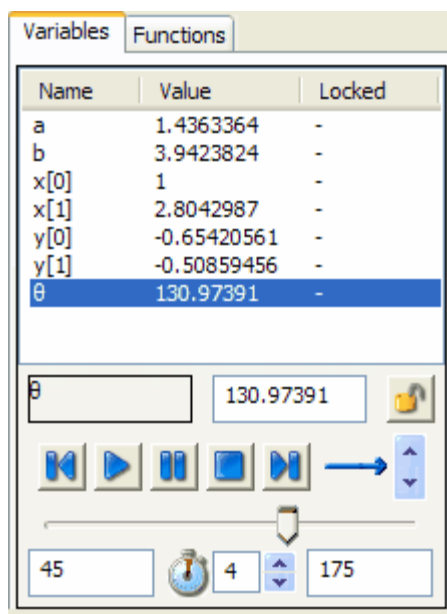 Variables Functions
Name Value Locked
a 1.4363364 -
b 3.9423824 -
x[0] 1 -
x[1] 2.8042987 -
y[0] -0.65420561 -
y[1] -0.50859456 -
θ 130.97391 -
θ 130.97391
45 4 175